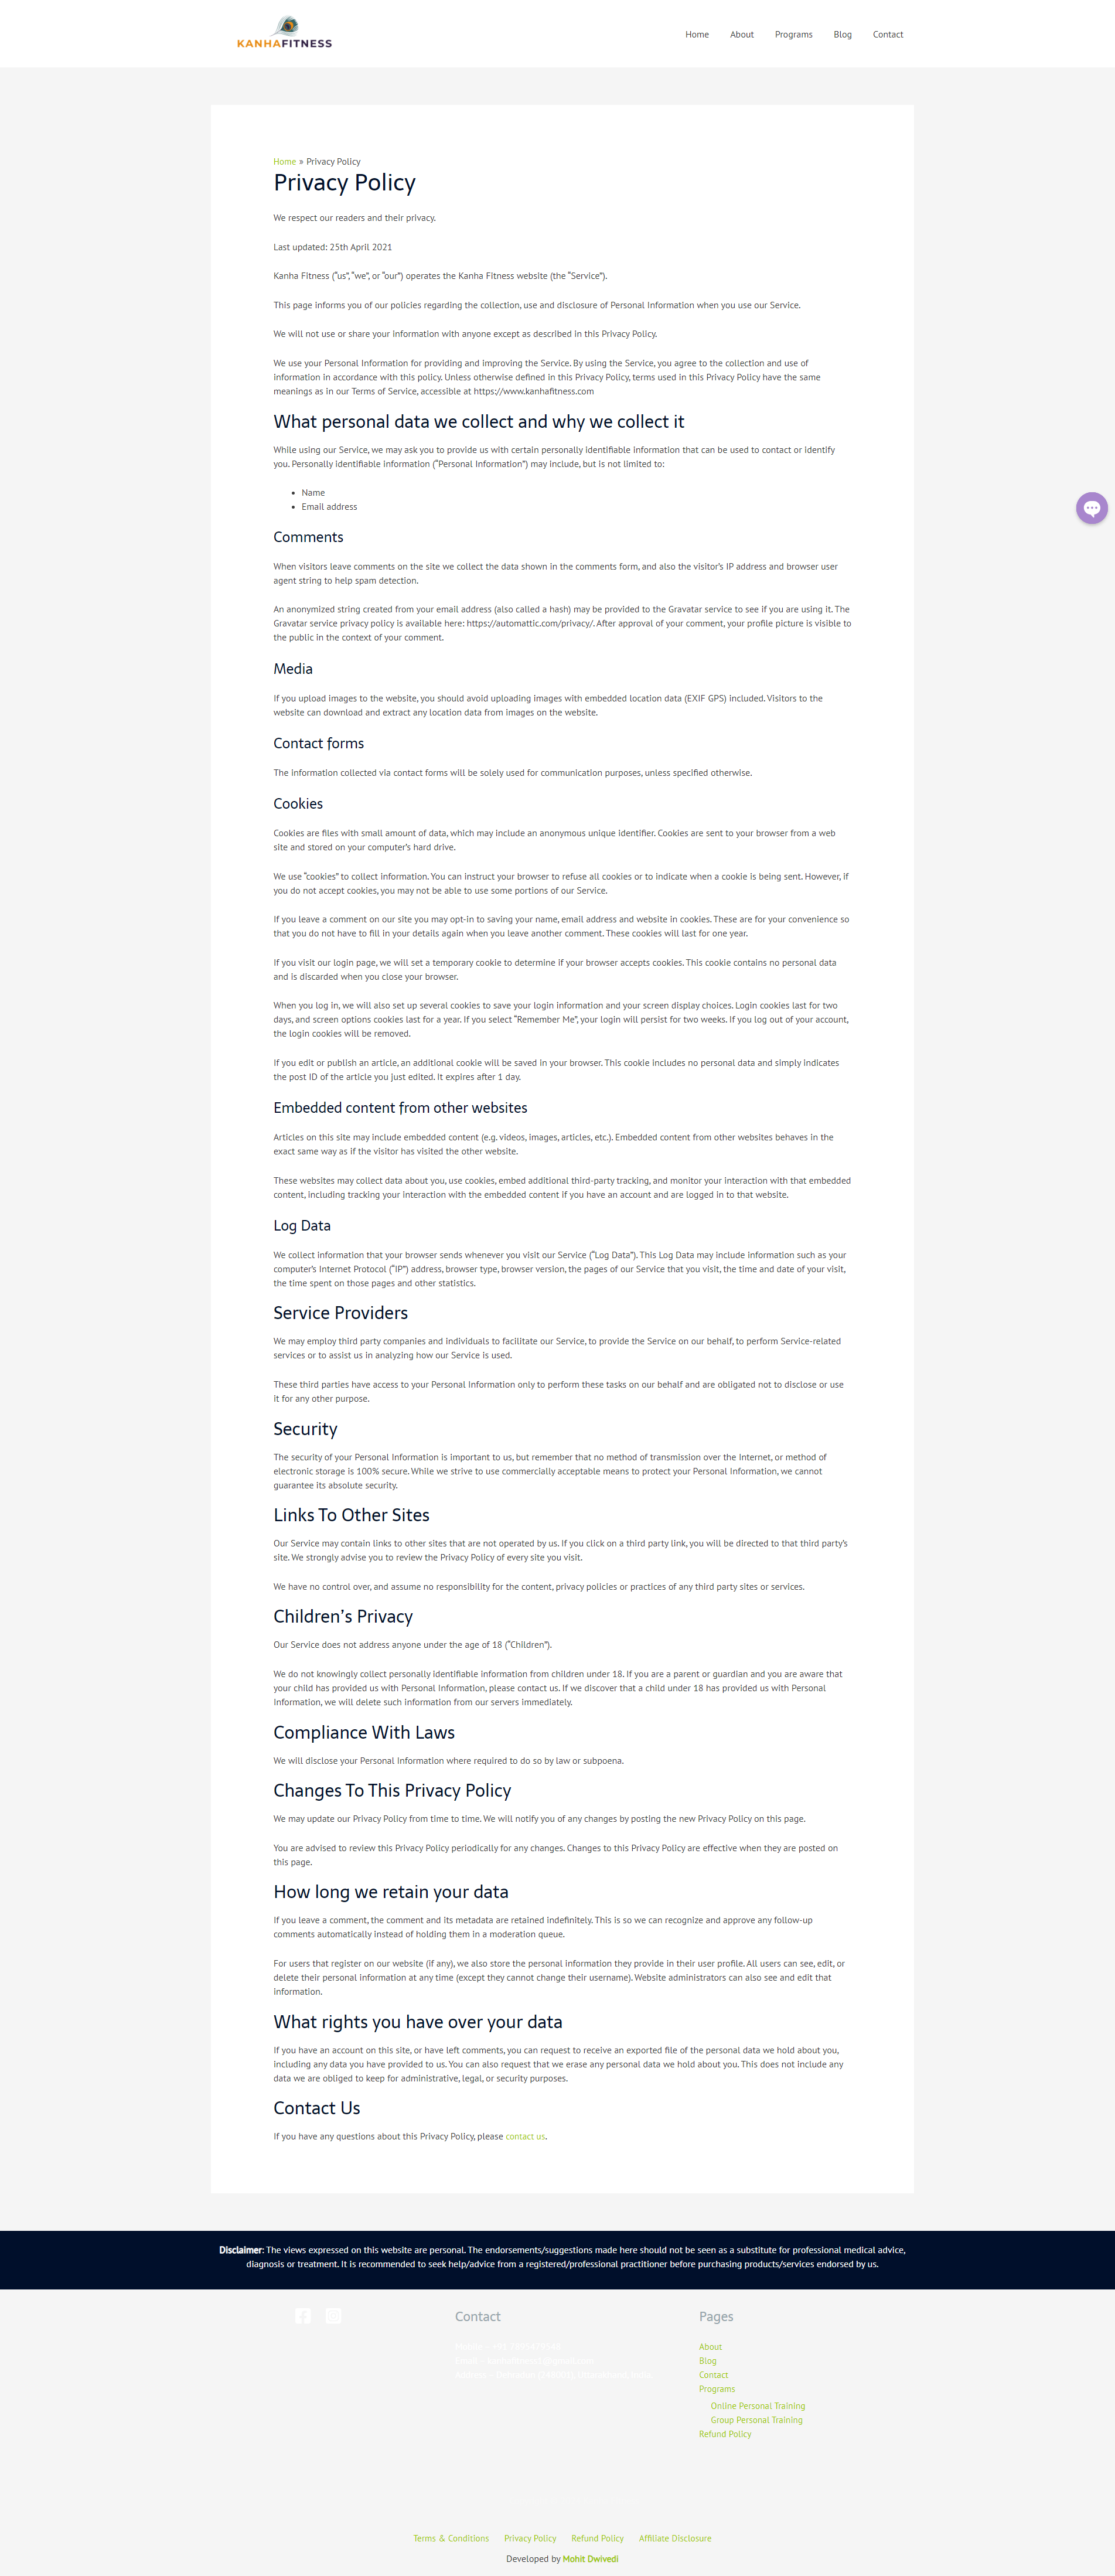 KANHAFITNESS
Home About Programs Blog Contact
Home » Privacy Policy
Privacy Policy
We respect our readers and their privacy.
Last updated: 25th April 2021
Kanha Fitness (“us”, “we”, or “our”) operates the Kanha Fitness website (the “Service”).
This page informs you of our policies regarding the collection, use and disclosure of Personal Information when you use our Service.
We will not use or share your information with anyone except as described in this Privacy Policy.
We use your Personal Information for providing and improving the Service. By using the Service, you agree to the collection and use of
information in accordance with this policy. Unless otherwise defined in this Privacy Policy, terms used in this Privacy Policy have the same
meanings as in our Terms of Service, accessible at https://www.kanhafitness.com
What personal data we collect and why we collect it
While using our Service, we may ask you to provide us with certain personally identifiable information that can be used to contact or identify
you. Personally identifiable information (“Personal Information”) may include, but is not limited to:
• Name
• Email address
Comments
When visitors leave comments on the site we collect the data shown in the comments form, and also the visitor’s IP address and browser user
agent string to help spam detection.
An anonymized string created from your email address (also called a hash) may be provided to the Gravatar service to see if you are using it. The
Gravatar service privacy policy is available here: https://automattic.com/privacy/. After approval of your comment, your profile picture is visible to
the public in the context of your comment.
Media
If you upload images to the website, you should avoid uploading images with embedded location data (EXIF GPS) included. Visitors to the
website can download and extract any location data from images on the website.
Contact forms
The information collected via contact forms will be solely used for communication purposes, unless specified otherwise.
Cookies
Cookies are files with small amount of data, which may include an anonymous unique identifier. Cookies are sent to your browser from a web
site and stored on your computer’s hard drive.
We use “cookies” to collect information. You can instruct your browser to refuse all cookies or to indicate when a cookie is being sent. However, if
you do not accept cookies, you may not be able to use some portions of our Service.
If you leave a comment on our site you may opt-in to saving your name, email address and website in cookies. These are for your convenience so
that you do not have to fill in your details again when you leave another comment. These cookies will last for one year.
If you visit our login page, we will set a temporary cookie to determine if your browser accepts cookies. This cookie contains no personal data
and is discarded when you close your browser.
When you log in, we will also set up several cookies to save your login information and your screen display choices. Login cookies last for two
days, and screen options cookies last for a year. If you select “Remember Me”, your login will persist for two weeks. If you log out of your account,
the login cookies will be removed.
If you edit or publish an article, an additional cookie will be saved in your browser. This cookie includes no personal data and simply indicates
the post ID of the article you just edited. It expires after 1 day.
Embedded content from other websites
Articles on this site may include embedded content (e.g. videos, images, articles, etc.). Embedded content from other websites behaves in the
exact same way as if the visitor has visited the other website.
These websites may collect data about you, use cookies, embed additional third-party tracking, and monitor your interaction with that embedded
content, including tracking your interaction with the embedded content if you have an account and are logged in to that website.
Log Data
We collect information that your browser sends whenever you visit our Service (“Log Data”). This Log Data may include information such as your
computer’s Internet Protocol (“IP”) address, browser type, browser version, the pages of our Service that you visit, the time and date of your visit,
the time spent on those pages and other statistics.
Service Providers
We may employ third party companies and individuals to facilitate our Service, to provide the Service on our behalf, to perform Service-related
services or to assist us in analyzing how our Service is used.
These third parties have access to your Personal Information only to perform these tasks on our behalf and are obligated not to disclose or use
it for any other purpose.
Security
The security of your Personal Information is important to us, but remember that no method of transmission over the Internet, or method of
electronic storage is 100% secure. While we strive to use commercially acceptable means to protect your Personal Information, we cannot
guarantee its absolute security.
Links To Other Sites
Our Service may contain links to other sites that are not operated by us. If you click on a third party link, you will be directed to that third party’s
site. We strongly advise you to review the Privacy Policy of every site you visit.
We have no control over, and assume no responsibility for the content, privacy policies or practices of any third party sites or services.
Children’s Privacy
Our Service does not address anyone under the age of 18 (“Children”).
We do not knowingly collect personally identifiable information from children under 18. If you are a parent or guardian and you are aware that
your child has provided us with Personal Information, please contact us. If we discover that a child under 18 has provided us with Personal
Information, we will delete such information from our servers immediately.
Compliance With Laws
We will disclose your Personal Information where required to do so by law or subpoena.
Changes To This Privacy Policy
We may update our Privacy Policy from time to time. We will notify you of any changes by posting the new Privacy Policy on this page.
You are advised to review this Privacy Policy periodically for any changes. Changes to this Privacy Policy are effective when they are posted on
this page.
How long we retain your data
If you leave a comment, the comment and its metadata are retained indefinitely. This is so we can recognize and approve any follow-up
comments automatically instead of holding them in a moderation queue.
For users that register on our website (if any), we also store the personal information they provide in their user profile. All users can see, edit, or
delete their personal information at any time (except they cannot change their username). Website administrators can also see and edit that
information.
What rights you have over your data
If you have an account on this site, or have left comments, you can request to receive an exported file of the personal data we hold about you,
including any data you have provided to us. You can also request that we erase any personal data we hold about you. This does not include any
data we are obliged to keep for administrative, legal, or security purposes.
Contact Us
If you have any questions about this Privacy Policy, please contact us.
Disclaimer: The views expressed on this website are personal. The endorsements/suggestions made here should not be seen as a substitute for professional medical advice,
diagnosis or treatment. It is recommended to seek help/advice from a registered/professional practitioner before purchasing products/services endorsed by us.
Contact
Pages
About
Blog
Contact
Programs
Online Personal Training
Group Personal Training
Refund Policy
Terms & Conditions Privacy Policy Refund Policy Affiliate Disclosure
Developed by Mohit Dwivedi